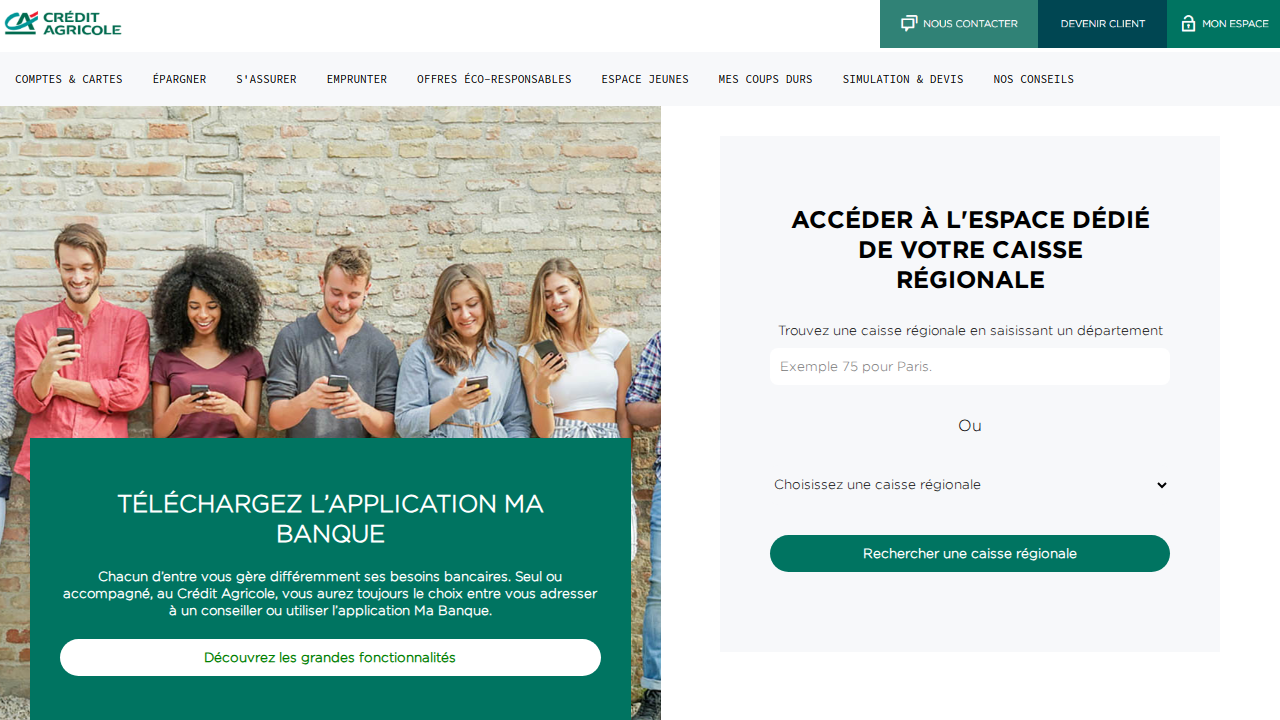 CRÉDIT
AGRICOLE
NOUS CONTACTER
DEVENIR CLIENT
MON ESPACE
COMPTES & CARTES
ÉPARGNER
S'ASSURER
EMPRUNTER
OFFRES ÉCO-RESPONSABLES
ESPACE JEUNES
MES COUPS DURS
SIMULATION & DEVIS
NOS CONSEILS
TÉLÉCHARGEZ L’APPLICATION MA
BANQUE
Chacun d’entre vous gère différemment ses besoins bancaires. Seul ou
accompagné, au Crédit Agricole, vous aurez toujours le choix entre vous adresser
à un conseiller ou utiliser l’application Ma Banque.
Découvrez les grandes fonctionnalités
ACCÉDER À L'ESPACE DÉDIÉ
DE VOTRE CAISSE
RÉGIONALE
Trouvez une caisse régionale en saisissant un département
Exemple 75 pour Paris.
Ou
Choisissez une caisse régionale
Rechercher une caisse régionale